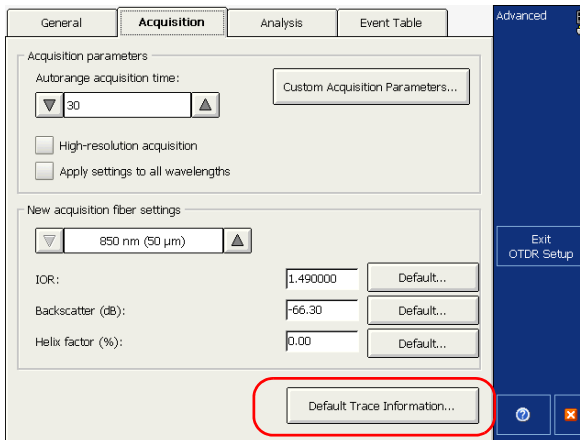 General Acquisition Analysis Event Table Advanced
Acquisition parameters
Autorange acquisition time:
30 Custom Acquisition Parameters...
High-resolution acquisition
Apply settings to all wavelengths
New acquisition fiber settings
850 nm (50 µm)
Exit
OTDR Setup
IOR: 1.490000 Default...
Backscatter (dB): -66.30 Default...
Helix factor (%): 0.00 Default...
Default Trace Information...